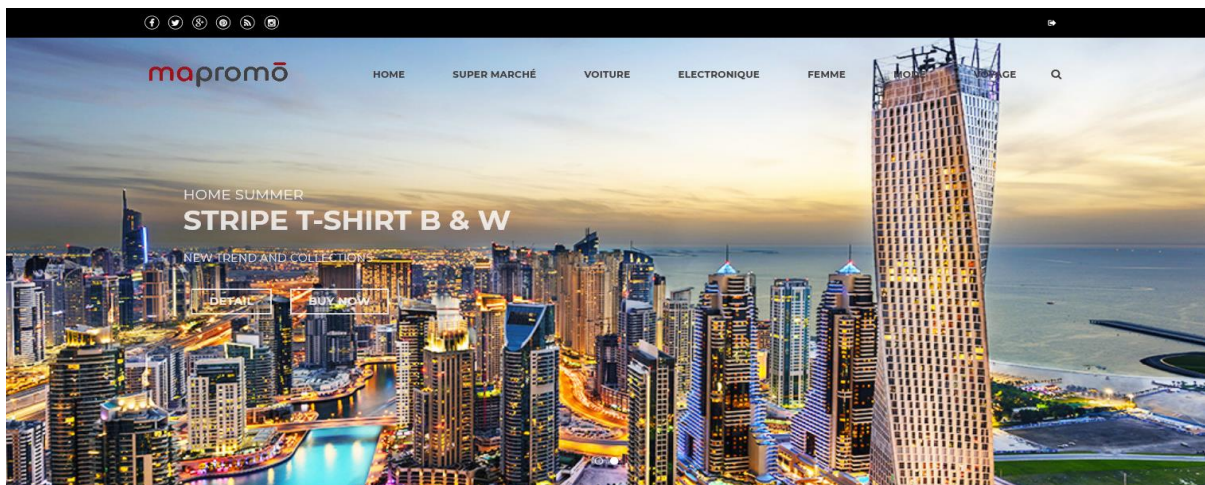 mapromō
HOME SUPER MARCHÉ VOITURE ELECTRONIQUE FEMME MODE VOYAGE
HOME SUMMER
STRIPE T-SHIRT B & W
NEW TREND AND COLLECTIONS
DETAIL BUY NOW